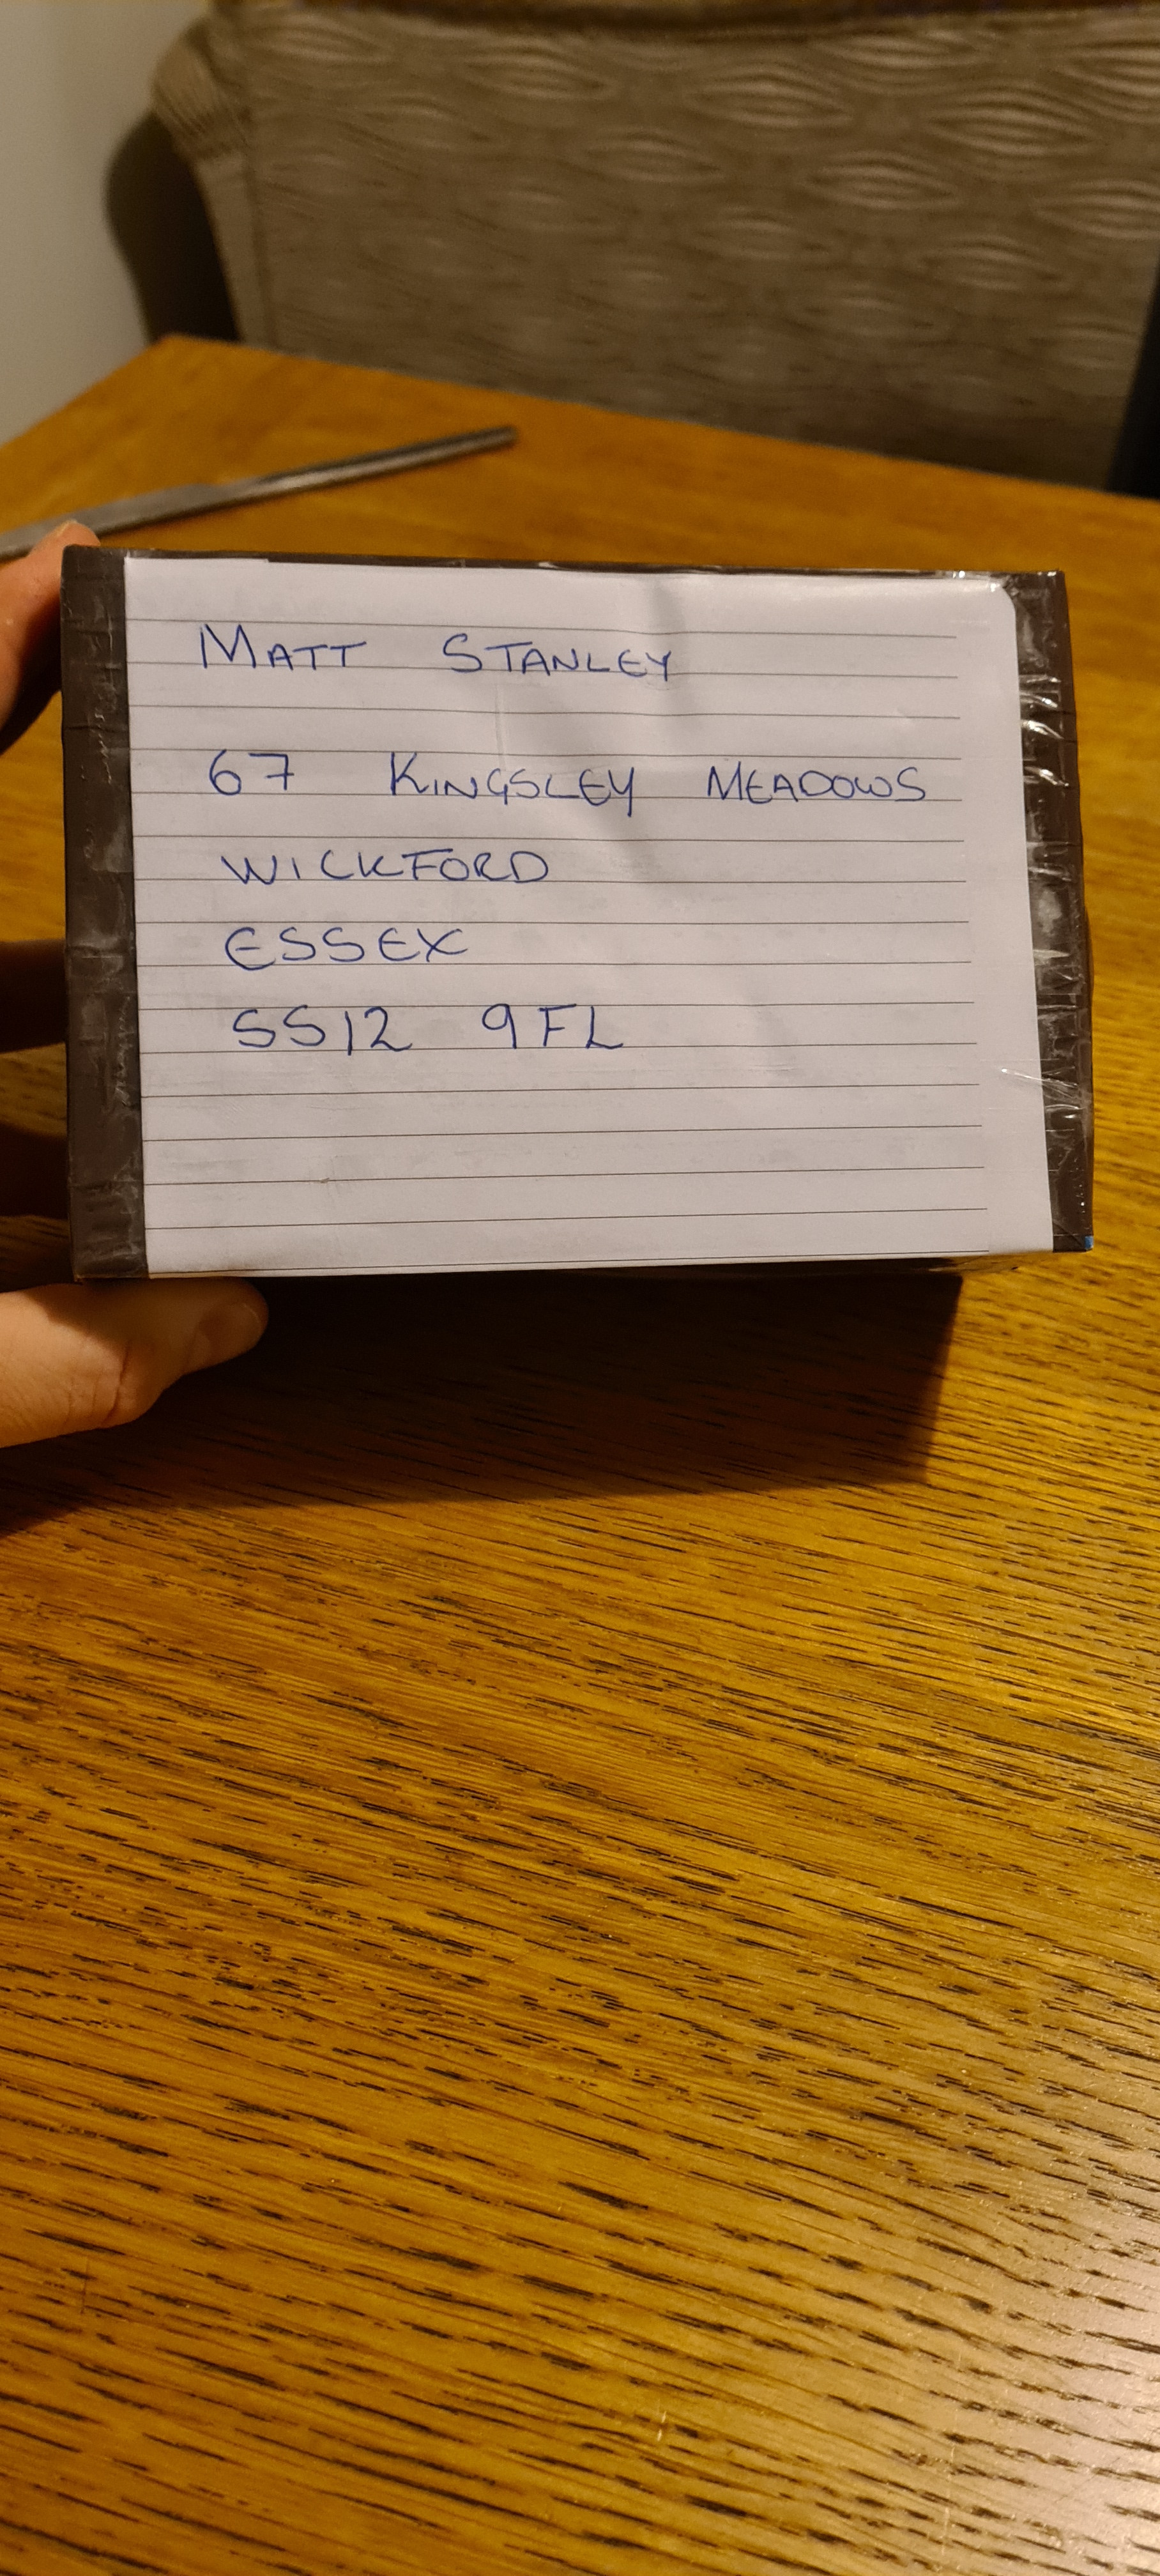 MATT STANLEY
67 KINGSLEY MEADOWS
WICKFORD
ESSEX
SS12 9FL